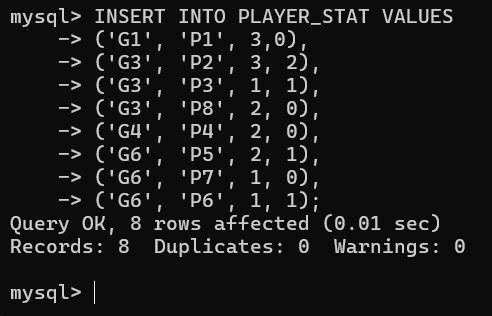 mysql> INSERT INTO PLAYER_STAT VALUES
    -> ('G1', 'P1', 3,0),
    -> ('G3', 'P2', 3, 2),
    -> ('G3', 'P3', 1, 1),
    -> ('G3', 'P8', 2, 0),
    -> ('G4', 'P4', 2, 0),
    -> ('G6', 'P5', 2, 1),
    -> ('G6', 'P7', 1, 0),
    -> ('G6', 'P6', 1, 1);
Query OK, 8 rows affected (0.01 sec)
Records: 8  Duplicates: 0  Warnings: 0
mysql>